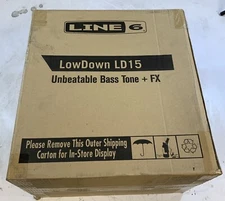 LINE 6
LowDown LD15
Unbeatable Bass Tone + FX
Please Remove This Outer Shipping
Carton for In-Store Display